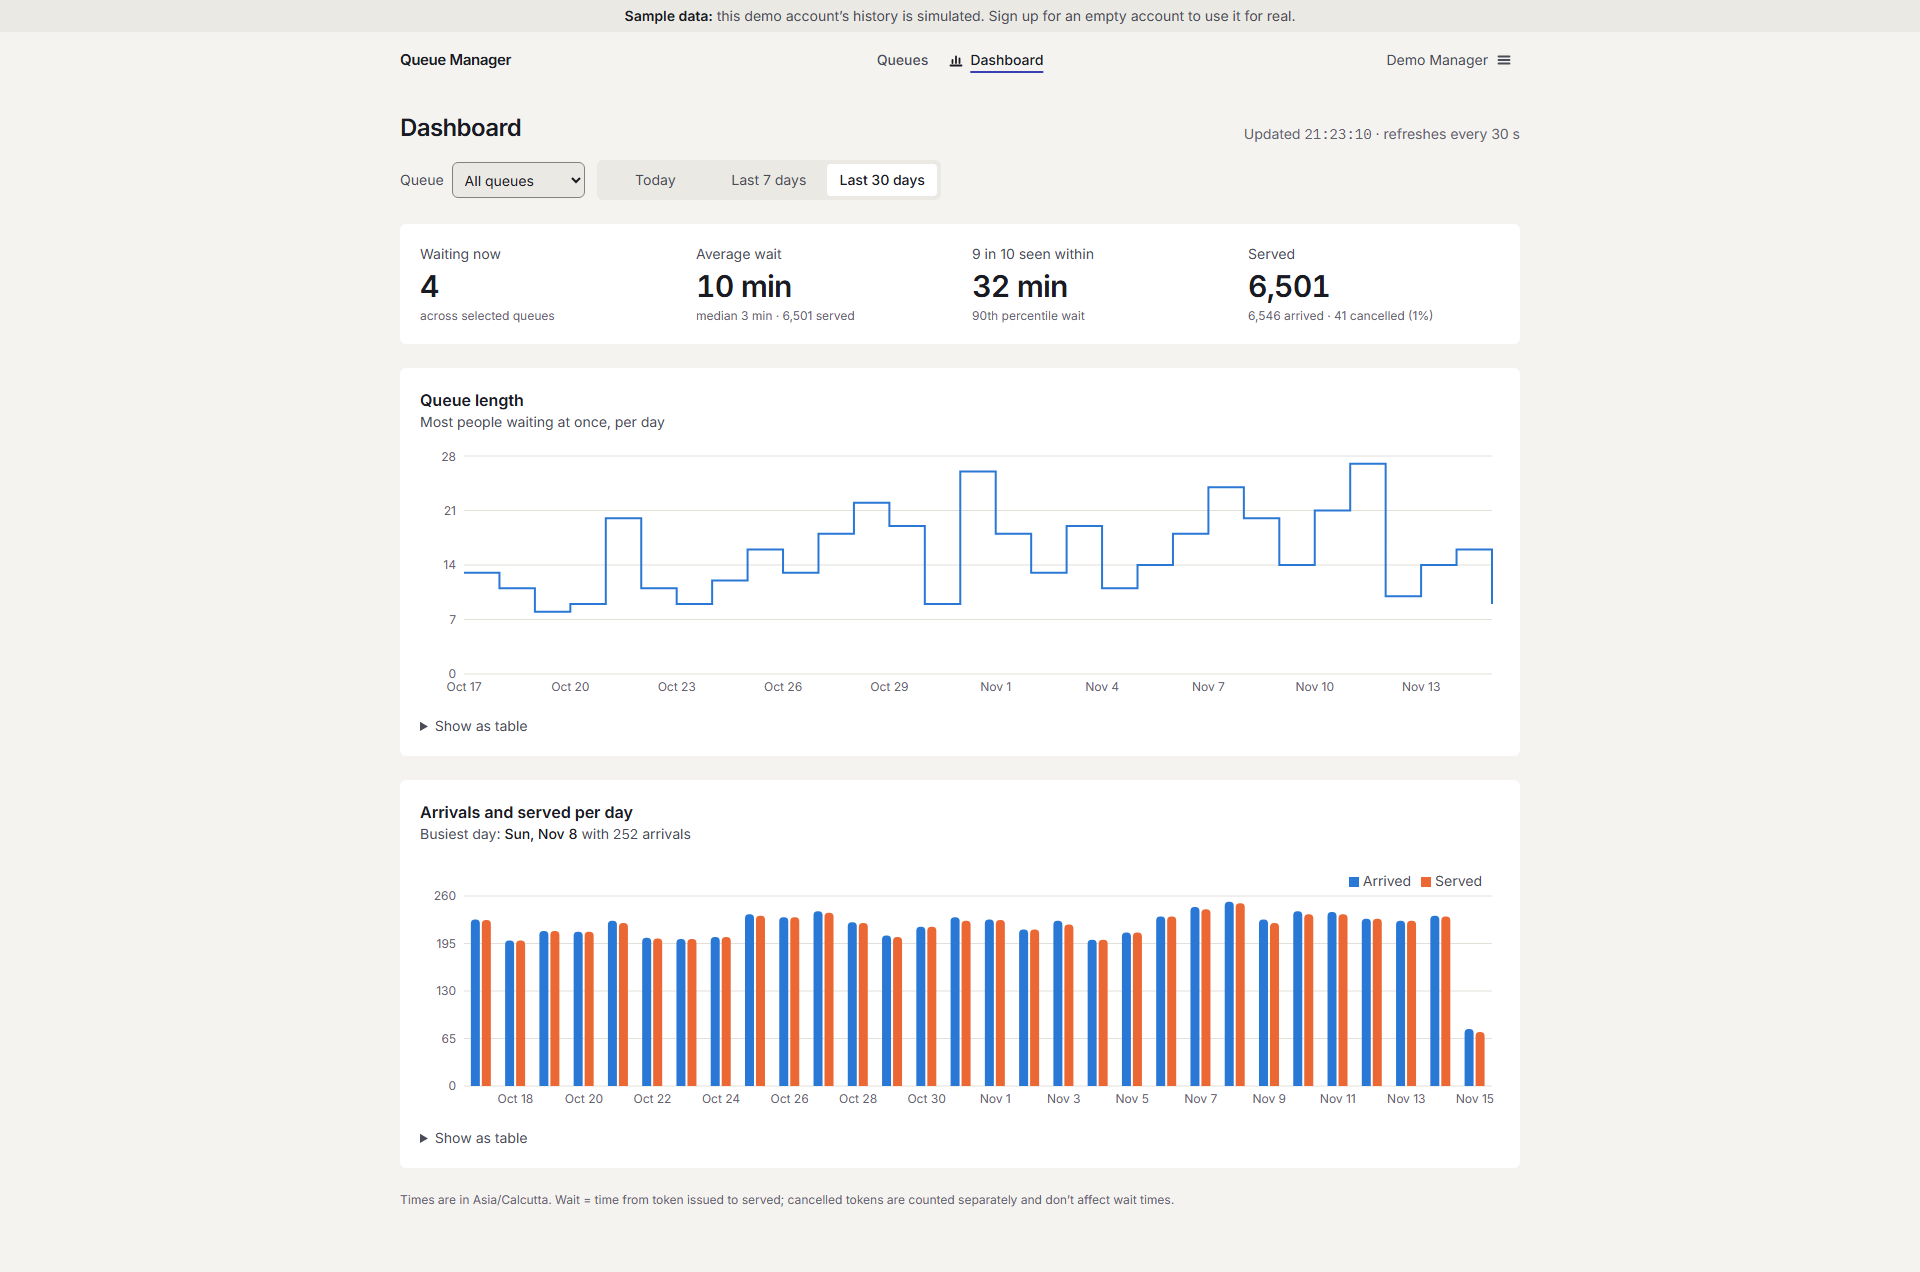 Sample data: this demo account’s history is simulated. Sign up for an empty account to use it for real.
Queue Manager
Queues
Dashboard
Demo Manager
Dashboard
Updated 21:23:10 · refreshes every 30 s
Queue
All queues
Today
Last 7 days
Last 30 days
Waiting now
4
across selected queues
Average wait
10 min
median 3 min · 6,501 served
9 in 10 seen within
32 min
90th percentile wait
Served
6,501
6,546 arrived · 41 cancelled (1%)
Queue length
Most people waiting at once, per day
28
21
14
7
0
Oct 17 Oct 20 Oct 23 Oct 26 Oct 29 Nov 1 Nov 4 Nov 7 Nov 10 Nov 13
Show as table
Arrivals and served per day
Busiest day: Sun, Nov 8 with 252 arrivals
Arrived Served
260
195
130
65
0
Oct 18 Oct 20 Oct 22 Oct 24 Oct 26 Oct 28 Oct 30 Nov 1 Nov 3 Nov 5 Nov 7 Nov 9 Nov 11 Nov 13 Nov 15
Show as table
Times are in Asia/Calcutta. Wait = time from token issued to served; cancelled tokens are counted separately and don’t affect wait times.